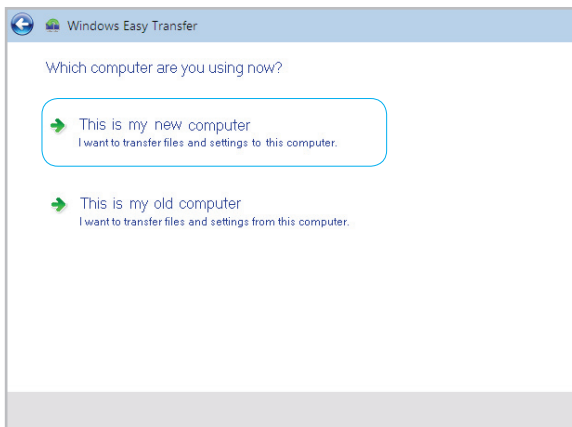 Windows Easy Transfer
Which computer are you using now?
This is my new computer
I want to transfer files and settings to this computer.
This is my old computer
I want to transfer files and settings from this computer.